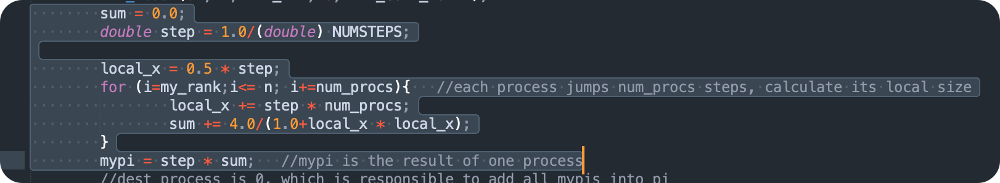 sum = 0.0;
double step = 1.0/(double) NUMSTEPS;
local_x = 0.5 * step;
for (i=my_rank;i<= n; i+=num_procs){   //each process jumps num_procs steps, calculate its local size
local_x += step * num_procs;
sum += 4.0/(1.0+local_x * local_x);
}
mypi = step * sum;   //mypi is the result of one process
//dest process is 0, which is responsible to add all mypis into pi